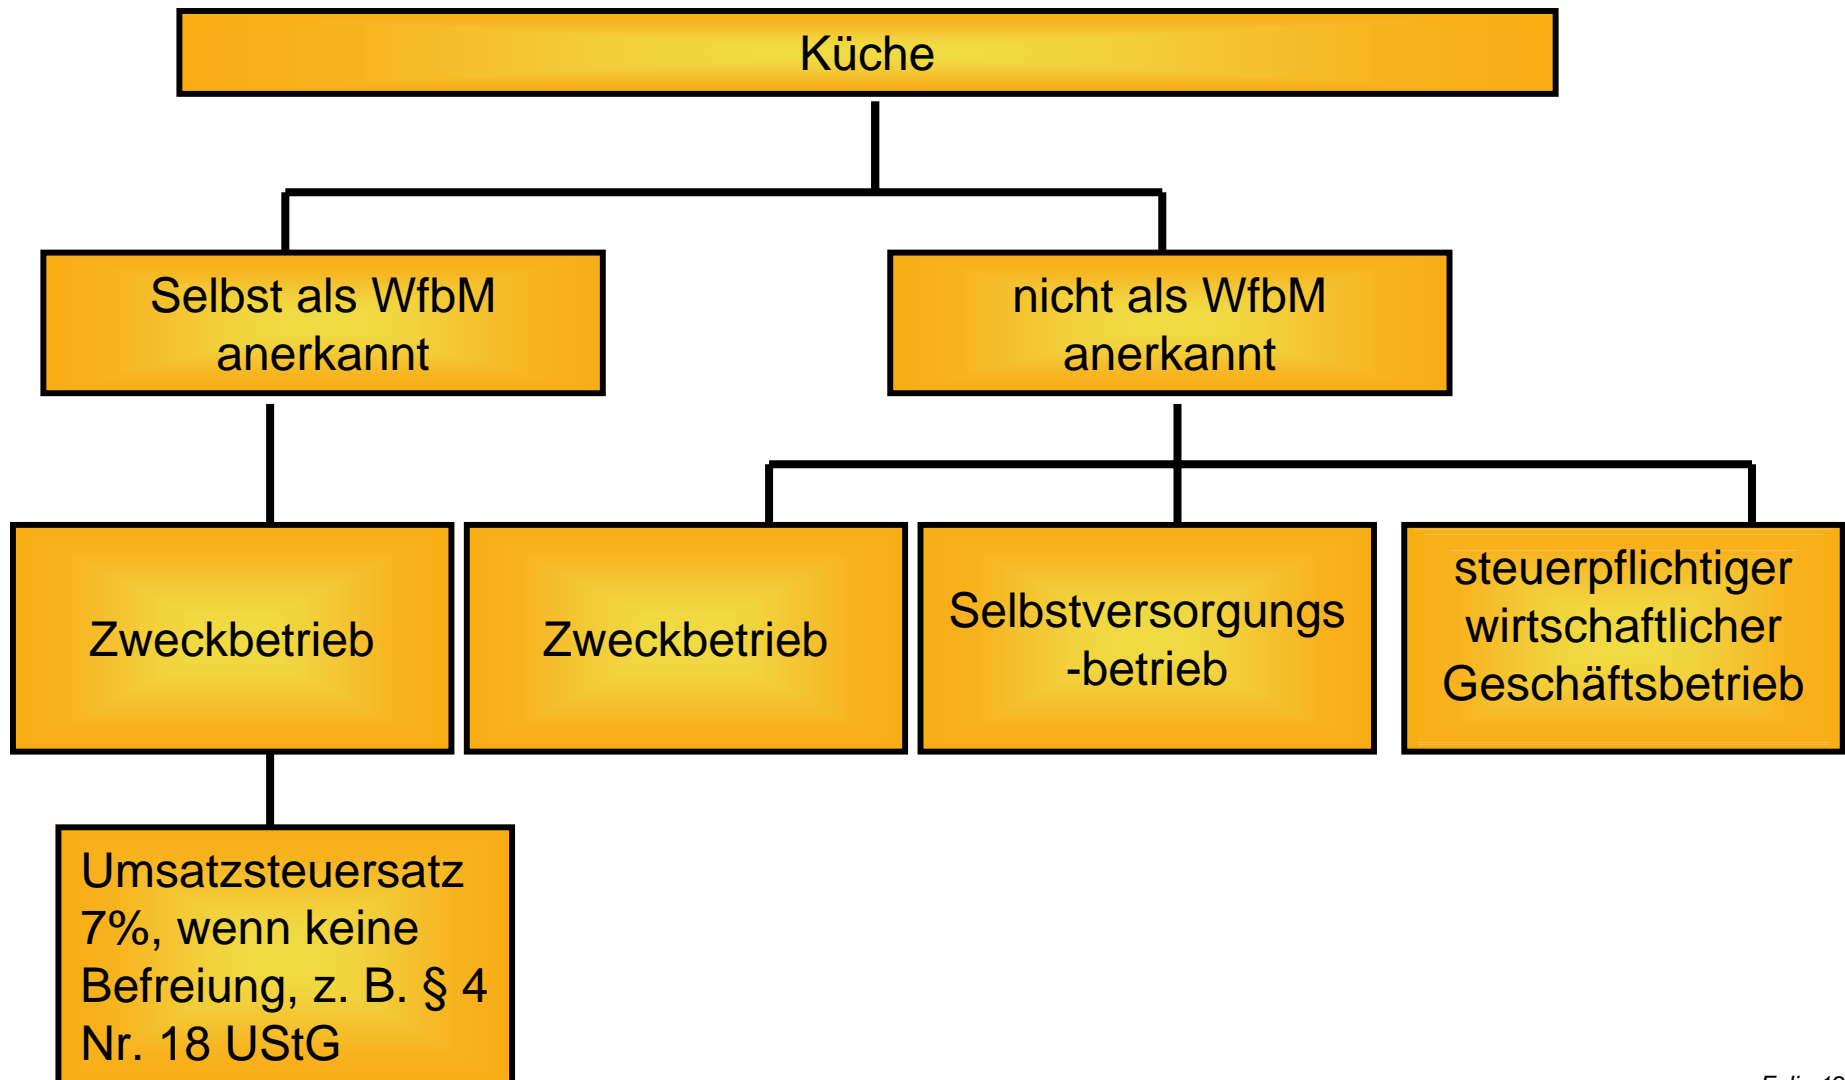 Küche
Selbst als WfbM
anerkannt
nicht als WfbM
anerkannt
Zweckbetrieb
Zweckbetrieb
Selbstversorgungs
-betrieb
steuerpflichtiger
wirtschaftlicher
Geschäftsbetrieb
Umsatzsteuersatz
7%, wenn keine
Befreiung, z. B. § 4
Nr. 18 UStG